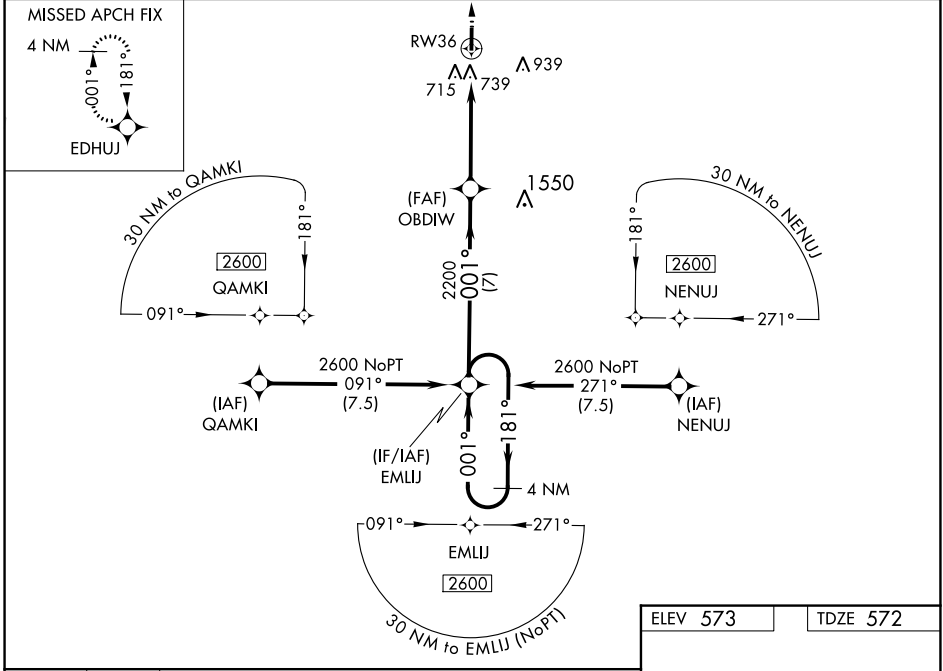 MISSED APCH FIX
4 NM
001°
181°
EDHUJ
RW36
715
739
939
(FAF)
OBDIW
1550
30 NM to QAMKI
181°
2600
QAMKI
091°
30 NM to NENUJ
181°
2600
NENUJ
271°
2200
001°
(7)
2600 NoPT
091°
(7.5)
(IAF)
QAMKI
2600 NoPT
271°
(7.5)
(IAF)
NENUJ
(IF/IAF)
EMLIJ
001°
181°
4 NM
091°
271°
EMLIJ
2600
30 NM to EMLIJ (NoPT)
ELEV 573
TDZE 572